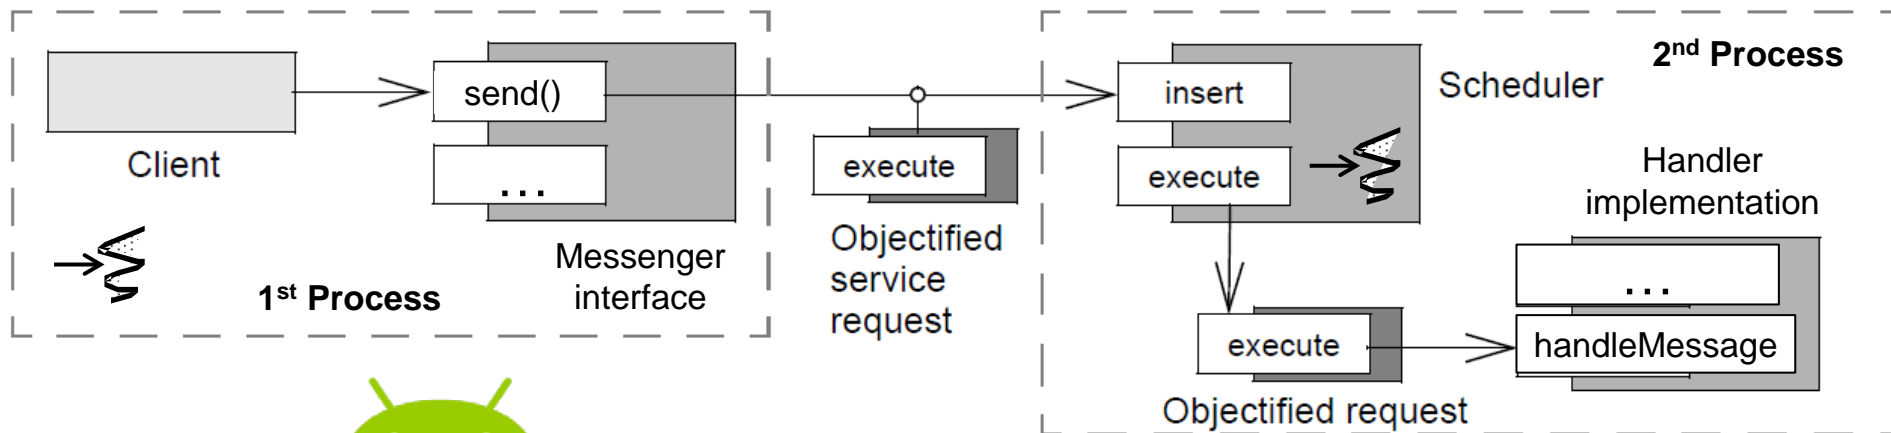 Client
1st Process
send()
...
Messenger
interface
execute
Objectified
service
request
2nd Process
insert
execute
Scheduler
Handler
implementation
...
handleMessage
execute
Objectified request